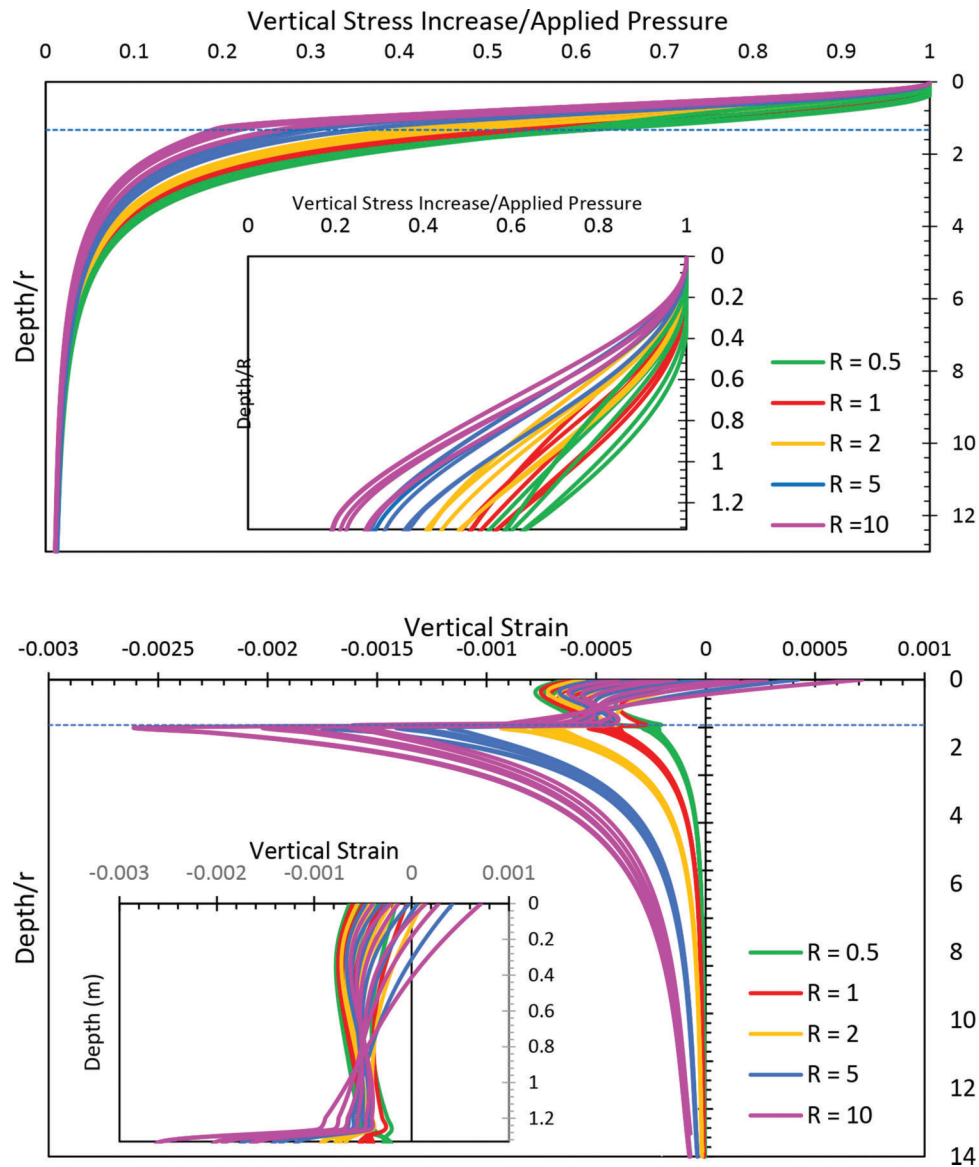 Vertical Stress Increase/Applied Pressure
0 0.1 0.2 0.3 0.4 0.5 0.6 0.7 0.8 0.9 1
0
2
4
6
8
10
12
Depth/r
Vertical Stress Increase/Applied Pressure
0 0.2 0.4 0.6 0.8 1
0
0.2
0.4
0.6
0.8
1
1.2
Depth/R
R = 0.5
R = 1
R = 2
R = 5
R =10
Vertical Strain
-0.003 -0.0025 -0.002 -0.0015 -0.001 -0.0005 0 0.0005 0.001
0
2
4
6
8
10
12
14
Depth/r
Vertical Strain
-0.003 -0.002 -0.001 0 0.001
0
0.2
0.4
0.6
0.8
1
1.2
Depth (m)
R = 0.5
R = 1
R = 2
R = 5
R = 10